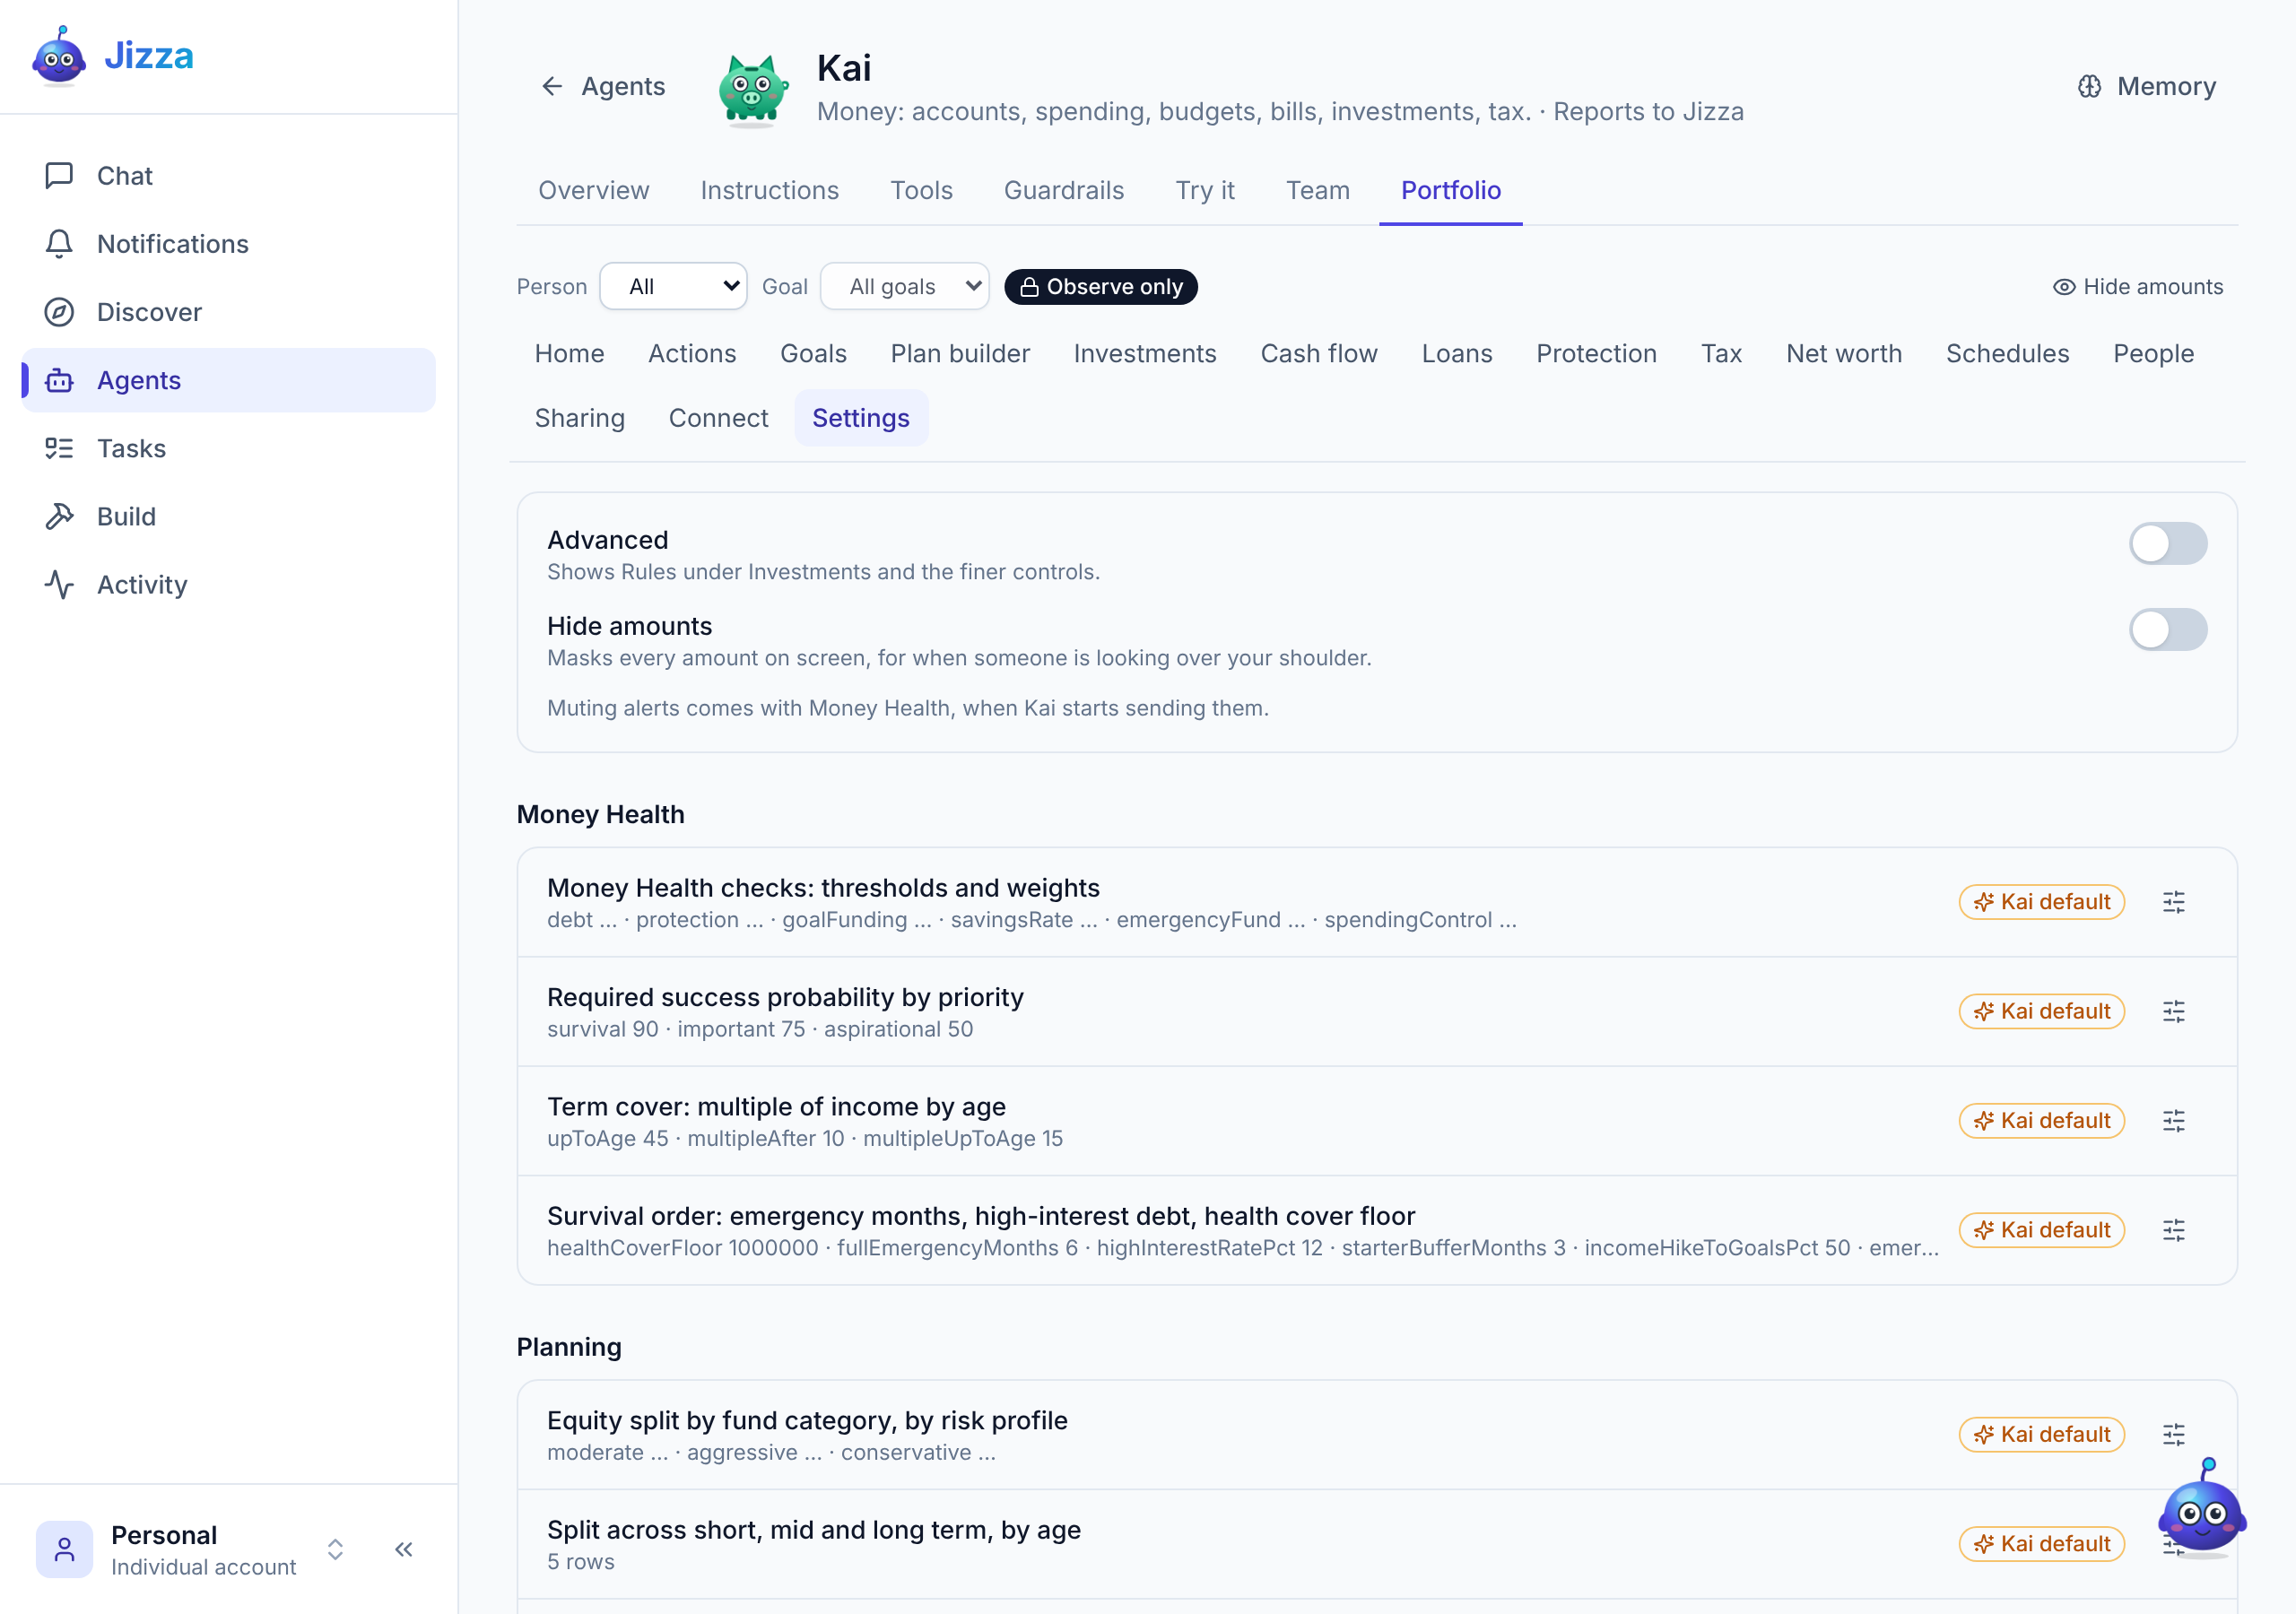 Jizza
Chat
Notifications
Discover
Agents
Tasks
Build
Activity
Personal
Individual account
Agents
Kai
Money: accounts, spending, budgets, bills, investments, tax. · Reports to Jizza
Memory
Overview Instructions Tools Guardrails Try it Team Portfolio
Person All Goal All goals Observe only Hide amounts
Home Actions Goals Plan builder Investments Cash flow Loans Protection Tax Net worth Schedules People
Sharing Connect Settings
Advanced
Shows Rules under Investments and the finer controls.
Hide amounts
Masks every amount on screen, for when someone is looking over your shoulder.
Muting alerts comes with Money Health, when Kai starts sending them.
Money Health
Money Health checks: thresholds and weights
debt ... · protection ... · goalFunding ... · savingsRate ... · emergencyFund ... · spendingControl ...
Kai default
Required success probability by priority
survival 90 · important 75 · aspirational 50
Kai default
Term cover: multiple of income by age
upToAge 45 · multipleAfter 10 · multipleUpToAge 15
Kai default
Survival order: emergency months, high-interest debt, health cover floor
healthCoverFloor 1000000 · fullEmergencyMonths 6 · highInterestRatePct 12 · starterBufferMonths 3 · incomeHikeToGoalsPct 50 · emer...
Kai default
Planning
Equity split by fund category, by risk profile
moderate ... · aggressive ... · conservative ...
Kai default
Split across short, mid and long term, by age
5 rows
Kai default